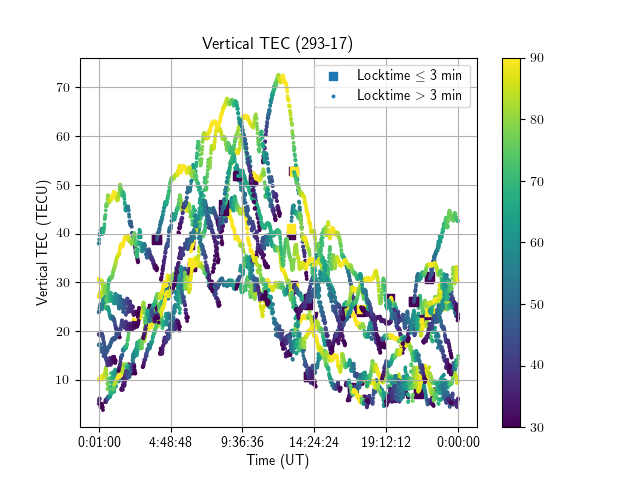 Vertical TEC (293-17)
Locktime ≤ 3 min
Locktime > 3 min
Vertical TEC (TECU)
70
60
50
40
30
20
10
0:01:00 4:48:48 9:36:36 14:24:24 19:12:12 0:00:00
Time (UT)
90
80
70
60
50
40
30